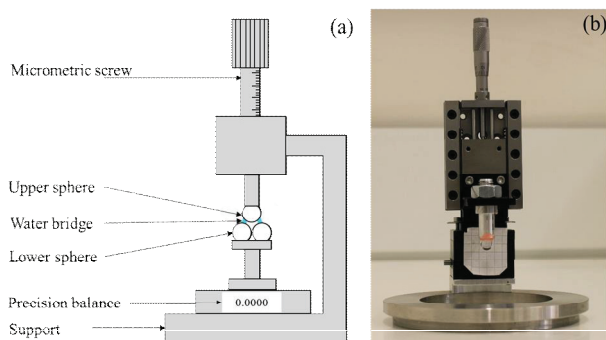 (a)
Micrometric screw
Upper sphere
Water bridge
Lower sphere
Precision balance
0.0000
Support
(b)